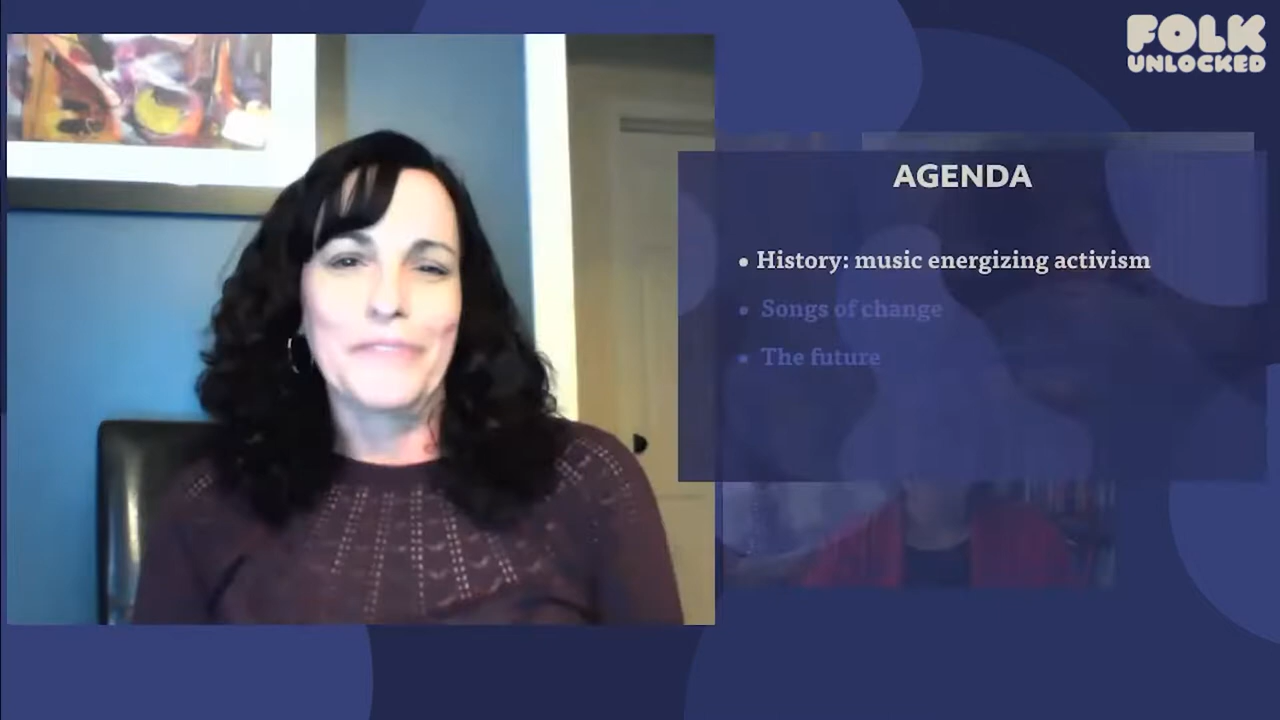 FOLK
UNLOCKED
AGENDA
• History: music energizing activism
• Songs of change
• The future